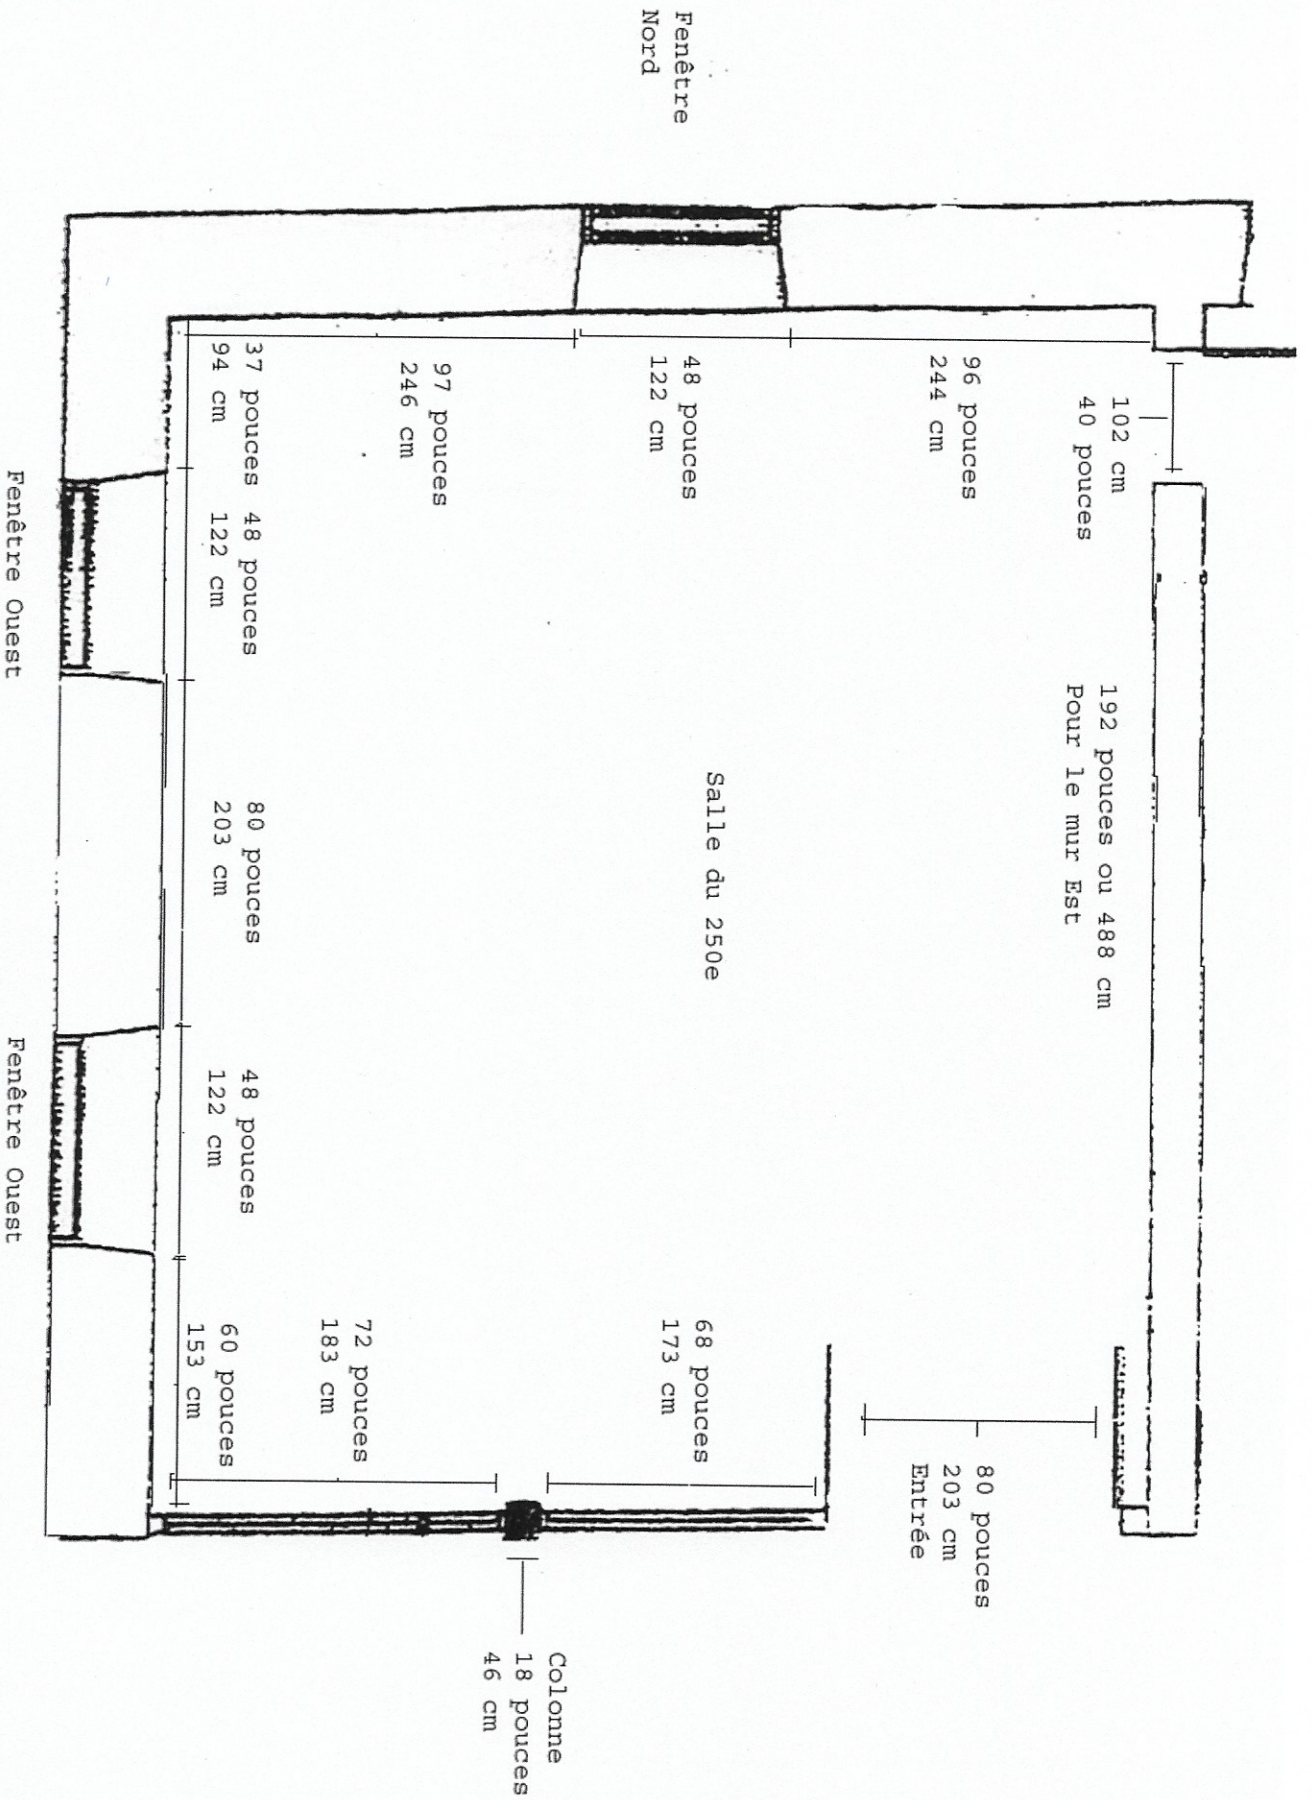 Fenêtre
Nord
102 cm
40 pouces
96 pouces
244 cm
48 pouces
122 cm
97 pouces
246 cm
37 pouces
94 cm
48 pouces
122 cm
Fenêtre Ouest
192 pouces ou 488 cm
Pour le mur Est
Salle du 250e
80 pouces
203 cm
48 pouces
122 cm
Fenêtre Ouest
68 pouces
173 cm
72 pouces
183 cm
60 pouces
153 cm
80 pouces
203 cm
Entrée
Colonne
18 pouces
46 cm